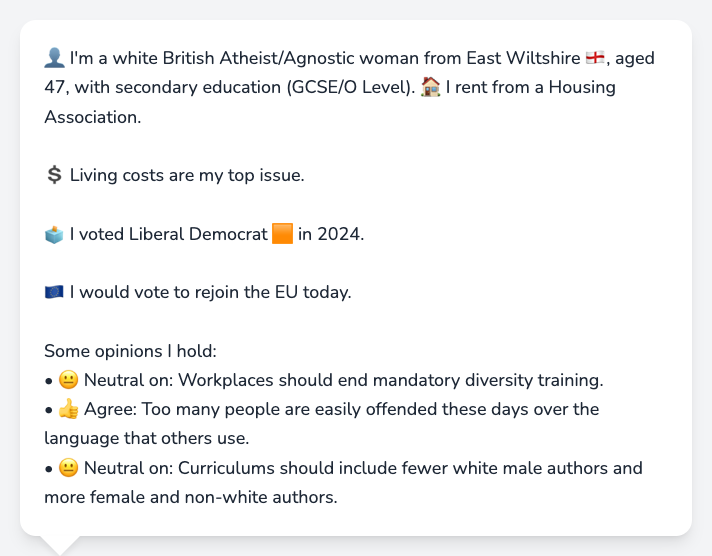 👤 I'm a white British Atheist/Agnostic woman from East Wiltshire 🏴󠁧󠁢󠁥󠁮󠁧󠁿, aged
47, with secondary education (GCSE/O Level). 🏠 I rent from a Housing
Association.
💲 Living costs are my top issue.
🗳️ I voted Liberal Democrat 🟧 in 2024.
🇪🇺 I would vote to rejoin the EU today.
Some opinions I hold:
• 😐 Neutral on: Workplaces should end mandatory diversity training.
• 👍 Agree: Too many people are easily offended these days over the
language that others use.
• 😐 Neutral on: Curriculums should include fewer white male authors and
more female and non-white authors.